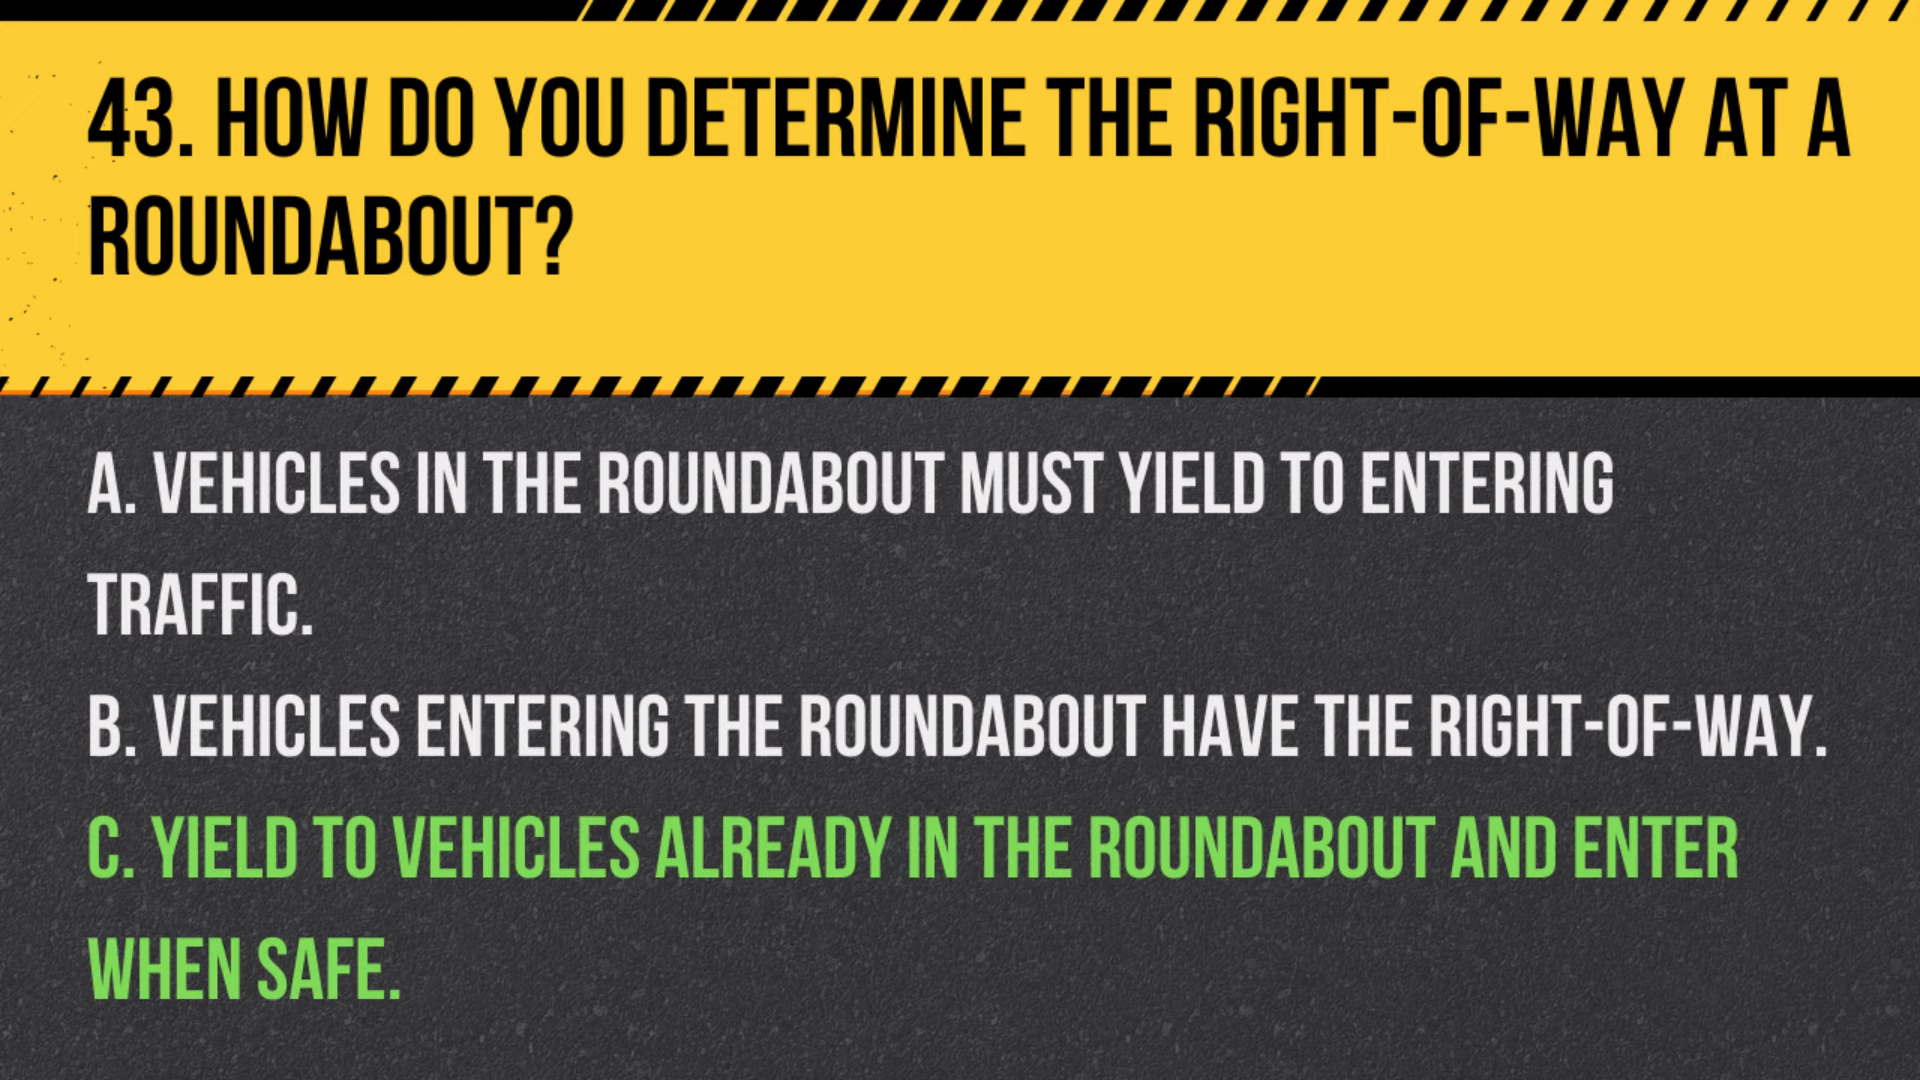 43. HOW DO YOU DETERMINE THE RIGHT-OF-WAY AT A
ROUNDABOUT?
A. VEHICLES IN THE ROUNDABOUT MUST YIELD TO ENTERING
TRAFFIC.
B. VEHICLES ENTERING THE ROUNDABOUT HAVE THE RIGHT-OF-WAY.
C. YIELD TO VEHICLES ALREADY IN THE ROUNDABOUT AND ENTER
WHEN SAFE.